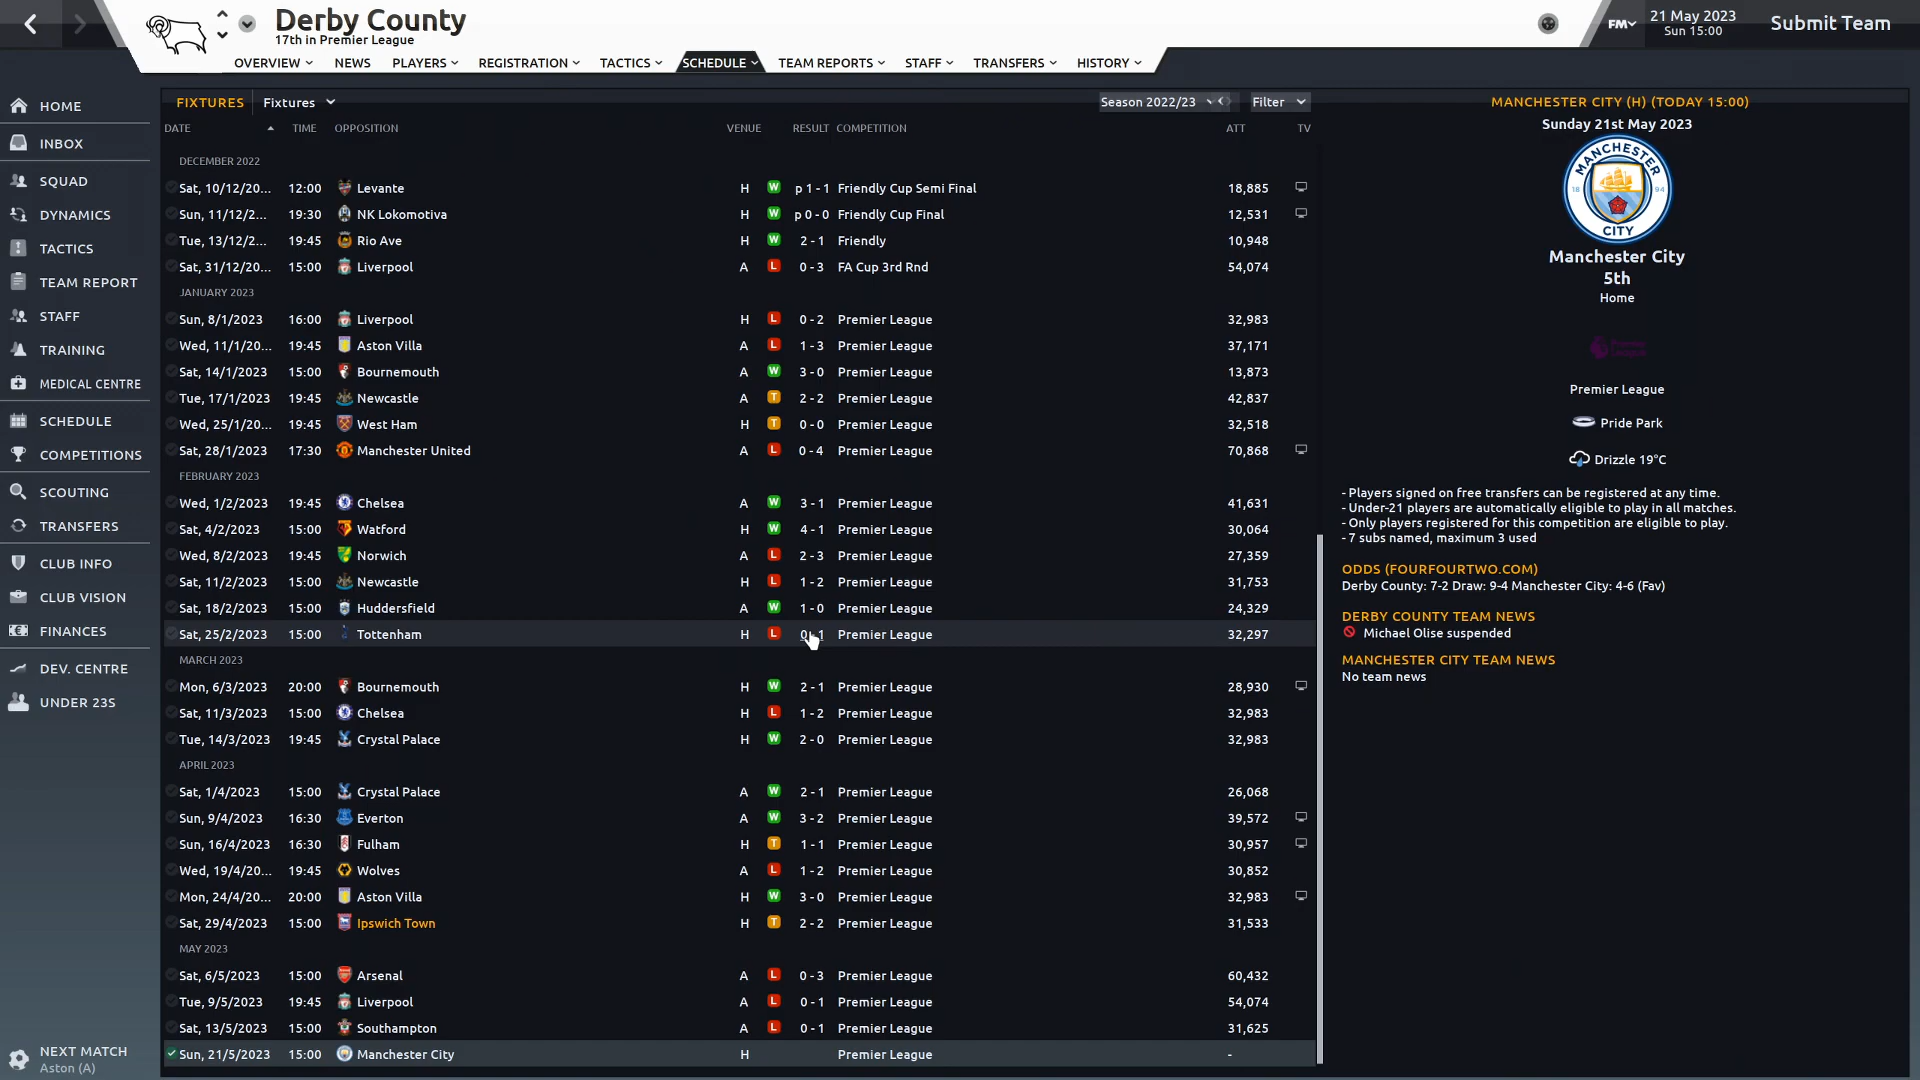 Derby County
17th in Premier League
FM
21 May 2023
Sun 15:00
Submit Team
OVERVIEW NEWS PLAYERS REGISTRATION TACTICS SCHEDULE TEAM REPORTS STAFF TRANSFERS HISTORY
HOME
INBOX
SQUAD
DYNAMICS
TACTICS
TEAM REPORT
STAFF
TRAINING
MEDICAL CENTRE
SCHEDULE
COMPETITIONS
SCOUTING
TRANSFERS
CLUB INFO
CLUB VISION
FINANCES
DEV. CENTRE
UNDER 23S
NEXT MATCH
Aston (A)
FIXTURES Fixtures Season 2022/23 Filter
DATE TIME OPPOSITION VENUE RESULT COMPETITION ATT TV
DECEMBER 2022
Sat, 10/12/20... 12:00 Levante H W p 1 - 1 Friendly Cup Semi Final 18,885
Sun, 11/12/2... 19:30 NK Lokomotiva H W p 0 - 0 Friendly Cup Final 12,531
Tue, 13/12/2... 19:45 Rio Ave H W 2 - 1 Friendly 10,948
Sat, 31/12/20... 15:00 Liverpool A L 0 - 3 FA Cup 3rd Rnd 54,074
JANUARY 2023
Sun, 8/1/2023 16:00 Liverpool H L 0 - 2 Premier League 32,983
Wed, 11/1/20... 19:45 Aston Villa A L 1 - 3 Premier League 37,171
Sat, 14/1/2023 15:00 Bournemouth A W 3 - 0 Premier League 13,873
Tue, 17/1/2023 19:45 Newcastle A T 2 - 2 Premier League 42,837
Wed, 25/1/20... 19:45 West Ham H T 0 - 0 Premier League 32,518
Sat, 28/1/2023 17:30 Manchester United A L 0 - 4 Premier League 70,868
FEBRUARY 2023
Wed, 1/2/2023 19:45 Chelsea A W 3 - 1 Premier League 41,631
Sat, 4/2/2023 15:00 Watford H W 4 - 1 Premier League 30,064
Wed, 8/2/2023 19:45 Norwich A L 2 - 3 Premier League 27,359
Sat, 11/2/2023 15:00 Newcastle H L 1 - 2 Premier League 31,753
Sat, 18/2/2023 15:00 Huddersfield A W 1 - 0 Premier League 24,329
Sat, 25/2/2023 15:00 Tottenham H L 0 - 1 Premier League 32,297
MARCH 2023
Mon, 6/3/2023 20:00 Bournemouth H W 2 - 1 Premier League 28,930
Sat, 11/3/2023 15:00 Chelsea H L 1 - 2 Premier League 32,983
Tue, 14/3/2023 19:45 Crystal Palace H W 2 - 0 Premier League 32,983
APRIL 2023
Sat, 1/4/2023 15:00 Crystal Palace A W 2 - 1 Premier League 26,068
Sun, 9/4/2023 16:30 Everton A W 3 - 2 Premier League 39,572
Sun, 16/4/2023 16:30 Fulham H T 1 - 1 Premier League 30,957
Wed, 19/4/20... 19:45 Wolves A L 1 - 2 Premier League 30,852
Mon, 24/4/20... 20:00 Aston Villa H W 3 - 0 Premier League 32,983
Sat, 29/4/2023 15:00 Ipswich Town H T 2 - 2 Premier League 31,533
MAY 2023
Sat, 6/5/2023 15:00 Arsenal A L 0 - 3 Premier League 60,432
Tue, 9/5/2023 19:45 Liverpool A L 0 - 1 Premier League 54,074
Sat, 13/5/2023 15:00 Southampton A L 0 - 1 Premier League 31,625
Sun, 21/5/2023 15:00 Manchester City H Premier League -
MANCHESTER CITY (H) (TODAY 15:00)
Sunday 21st May 2023
MANCHESTER
18 94
CITY
Manchester City
5th
Home
Premier League
Premier League
Pride Park
Drizzle 19°C
- Players signed on free transfers can be registered at any time.
- Under-21 players are automatically eligible to play in all matches.
- Only players registered for this competition are eligible to play.
- 7 subs named, maximum 3 used
ODDS (FOURFOURTWO.COM)
Derby County: 7-2 Draw: 9-4 Manchester City: 4-6 (Fav)
DERBY COUNTY TEAM NEWS
Michael Olise suspended
MANCHESTER CITY TEAM NEWS
No team news